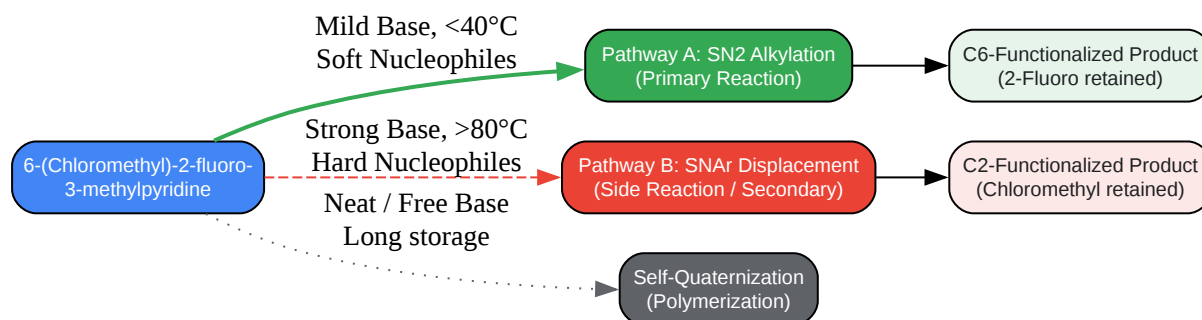 Mild Base, <40°C
Soft Nucleophiles
Pathway A: SN2 Alkylation
(Primary Reaction)
C6-Functionalized Product
(2-Fluoro retained)
6-(Chloromethyl)-2-fluoro-
3-methylpyridine
Strong Base, >80°C
Hard Nucleophiles
Pathway B: SNAr Displacement
(Side Reaction / Secondary)
C2-Functionalized Product
(Chloromethyl retained)
Neat / Free Base
Long storage
Self-Quaternization
(Polymerization)